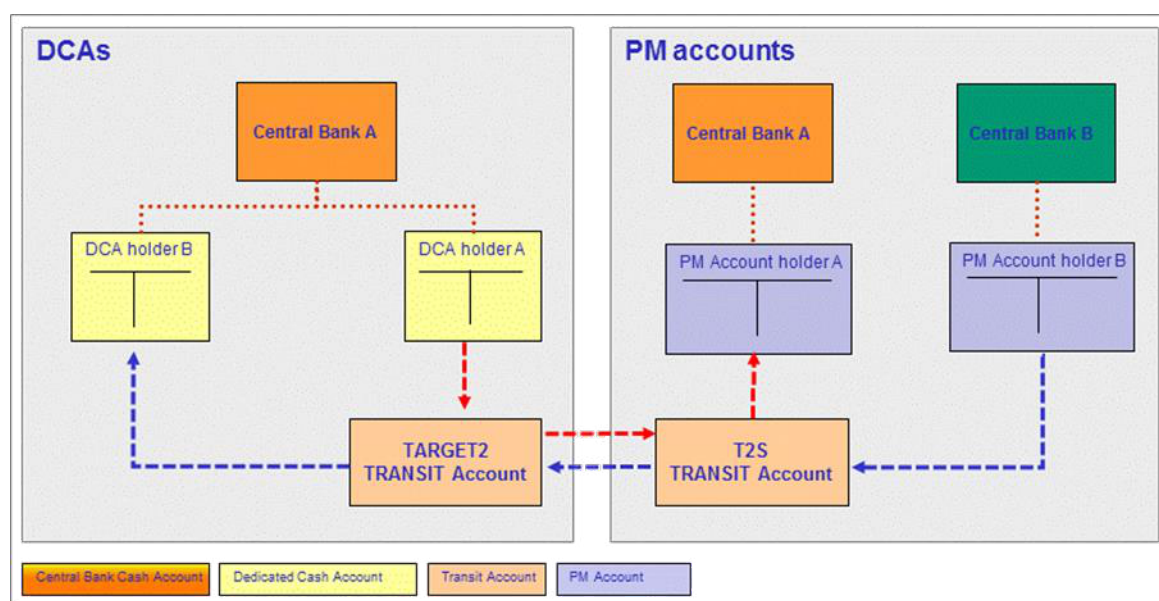 DCAs
PM accounts
Central Bank A
Central Bank A
Central Bank B
DCA holder B
DCA holder A
PM Account holder A
PM Account holder B
TARGET2
TRANSIT Account
T2S
TRANSIT Account
Central Bank Cash Account
Dedicated Cash Account
Transit Account
PM Account